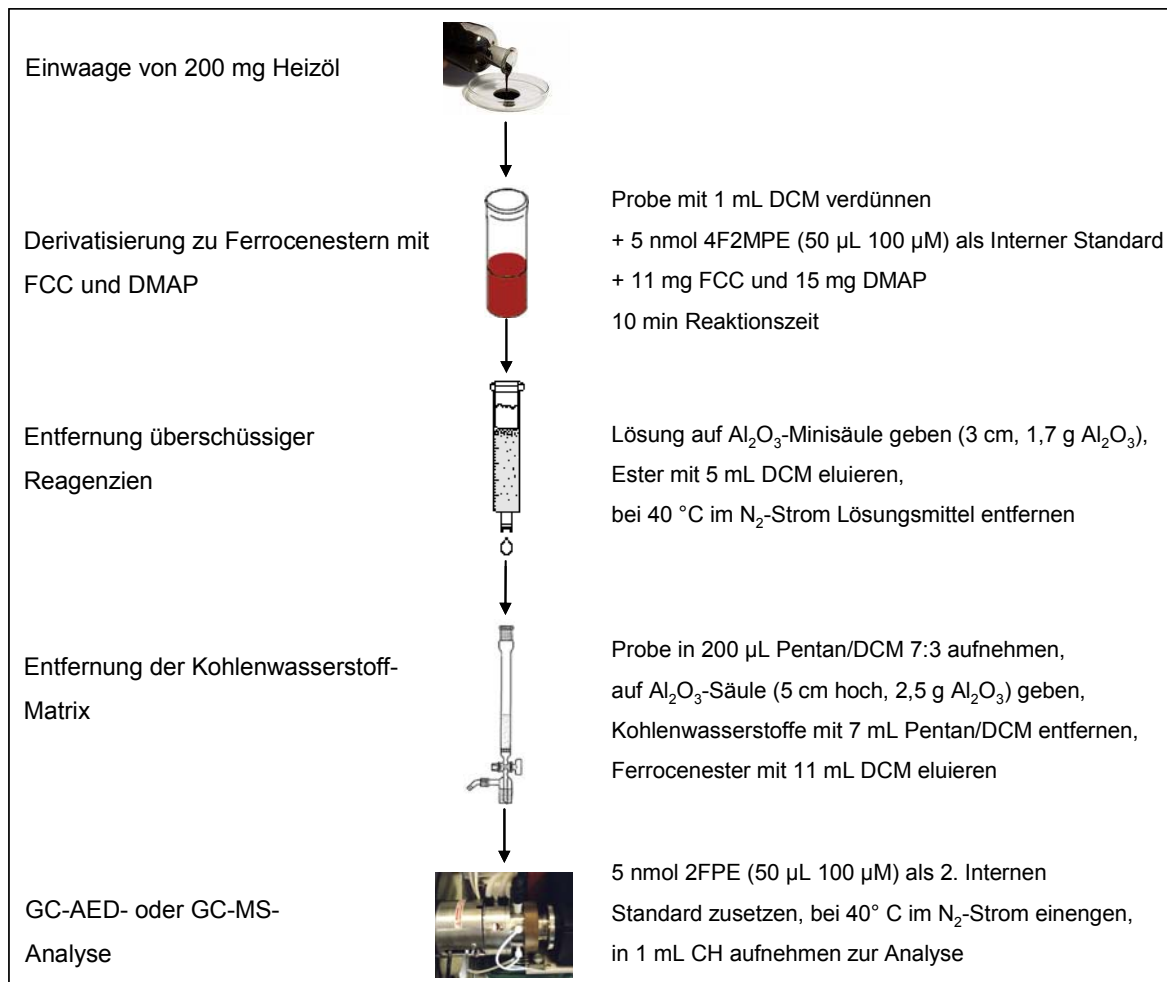 Einwaage von 200 mg Heizöl
Derivatisierung zu Ferrocenestern mit
FCC und DMAP
Probe mit 1 mL DCM verdünnen
+ 5 nmol 4F2MPE (50 µL 100 µM) als Interner Standard
+ 11 mg FCC und 15 mg DMAP
10 min Reaktionszeit
Entfernung überschüssiger
Reagenzien
Lösung auf Al₂O₃-Minisäule geben (3 cm, 1,7 g Al₂O₃),
Ester mit 5 mL DCM eluieren,
bei 40 °C im N₂-Strom Lösungsmittel entfernen
Entfernung der Kohlenwasserstoff-
Matrix
Probe in 200 µL Pentan/DCM 7:3 aufnehmen,
auf Al₂O₃-Säule (5 cm hoch, 2,5 g Al₂O₃) geben,
Kohlenwasserstoffe mit 7 mL Pentan/DCM entfernen,
Ferrocenester mit 11 mL DCM eluieren
GC-AED- oder GC-MS-
Analyse
5 nmol 2FPE (50 µL 100 µM) als 2. Internen
Standard zusetzen, bei 40° C im N₂-Strom einengen,
in 1 mL CH aufnehmen zur Analyse